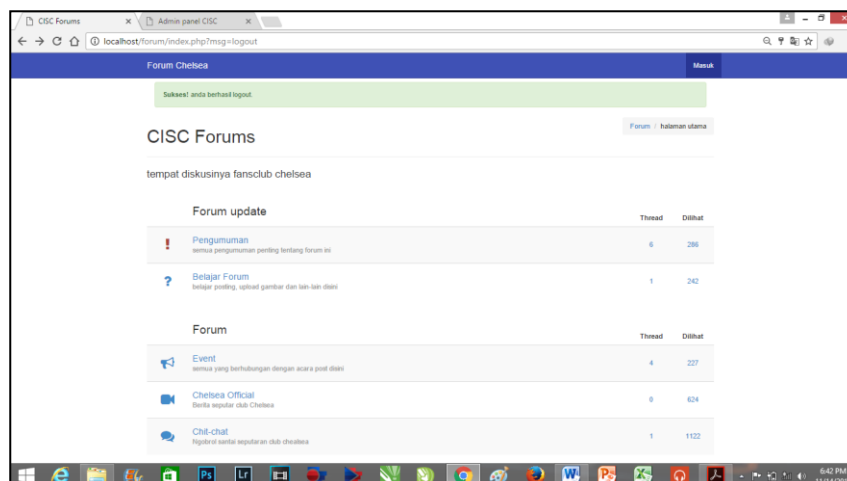 CISC Forums
Admin panel CISC
localhost/forum/index.php?msg=logout
Forum Chelsea
Masuk
Sukses! anda berhasil logout.
CISC Forums
Forum / halaman utama
tempat diskusinya fansclub chelsea
Forum update Thread Dilihat
Pengumuman
semua pengumuman penting tentang forum ini
6 286
Belajar Forum
belajar posting, upload gambar dan lain-lain disini
1 242
Forum Thread Dilihat
Event
semua yang berhubungan dengan acara post disini
4 227
Chelsea Official
Berita seputar club Chelsea
0 624
Chit-chat
Ngobrol santai seputaran club chealsea
1 1122
Ps Lr
6:42 PM